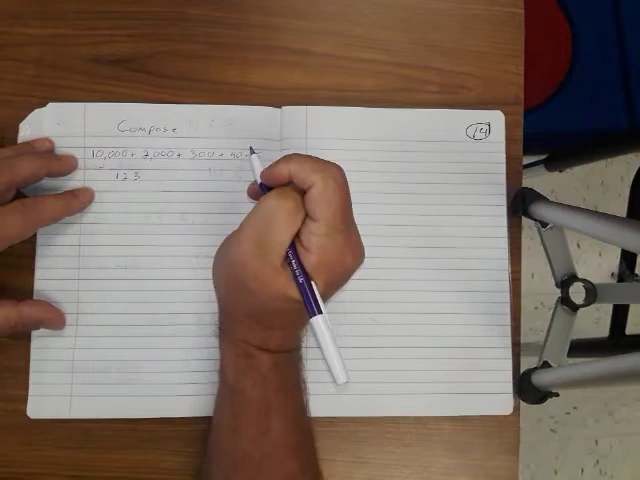 Compose
14
10,000 + 2,000 + 300 + 40 +
123